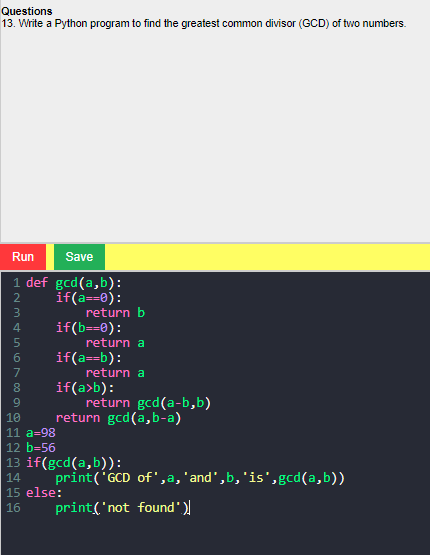 Questions
13. Write a Python program to find the greatest common divisor (GCD) of two numbers.
Run Save
1 def gcd(a,b):
2     if(a==0):
3         return b
4     if(b==0):
5         return a
6     if(a==b):
7         return a
8     if(a>b):
9         return gcd(a-b,b)
10     return gcd(a,b-a)
11 a=98
12 b=56
13 if(gcd(a,b)):
14     print('GCD of',a,'and',b,'is',gcd(a,b))
15 else:
16     print('not found')